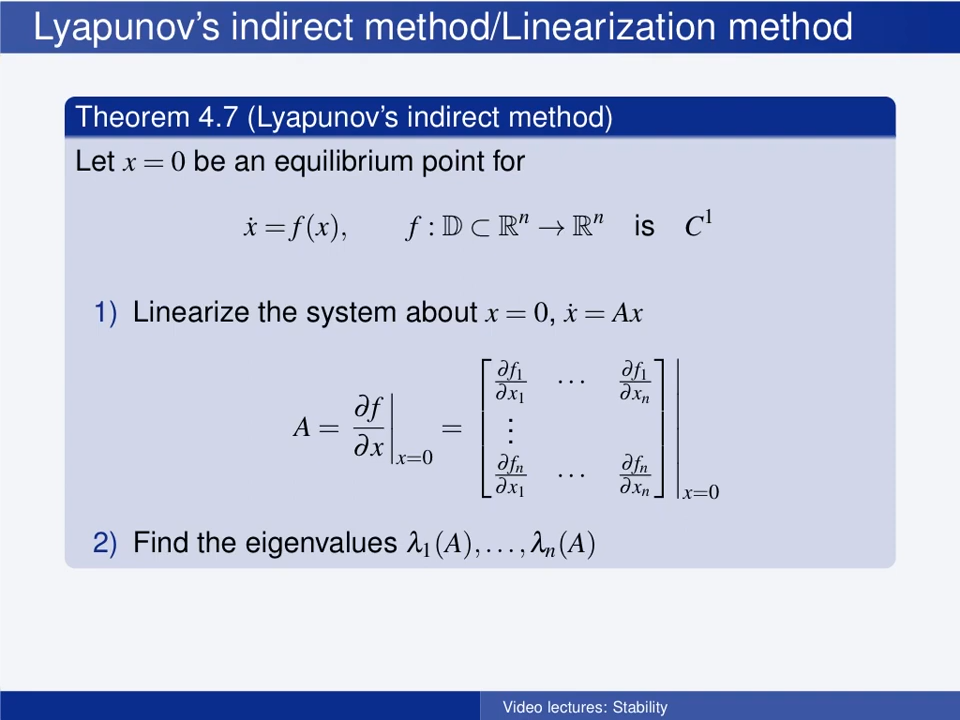 Lyapunov's indirect method/Linearization method
Theorem 4.7 (Lyapunov's indirect method)
Let x = 0 be an equilibrium point for
ẋ = f(x), f : 𝔻 ⊂ ℝⁿ → ℝⁿ is C¹
1) Linearize the system about x = 0, ẋ = Ax
A = ∂f/∂x |ₓ₌₀ = [ ∂f₁/∂x₁ ⋯ ∂f₁/∂xₙ ; ⋮ ; ∂fₙ/∂x₁ ⋯ ∂fₙ/∂xₙ ] |ₓ₌₀
2) Find the eigenvalues λ₁(A), …, λₙ(A)
Video lectures: Stability